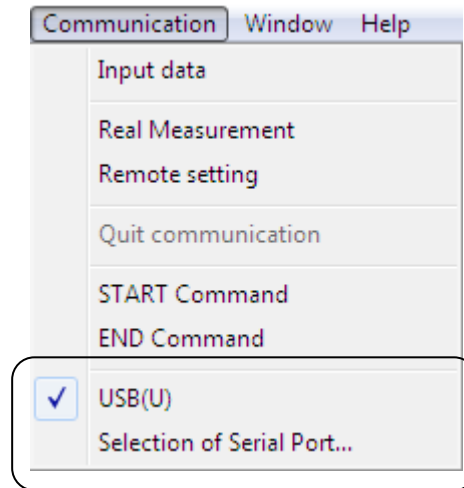 Communication Window Help
Input data
Real Measurement
Remote setting
Quit communication
START Command
END Command
USB(U)
Selection of Serial Port...